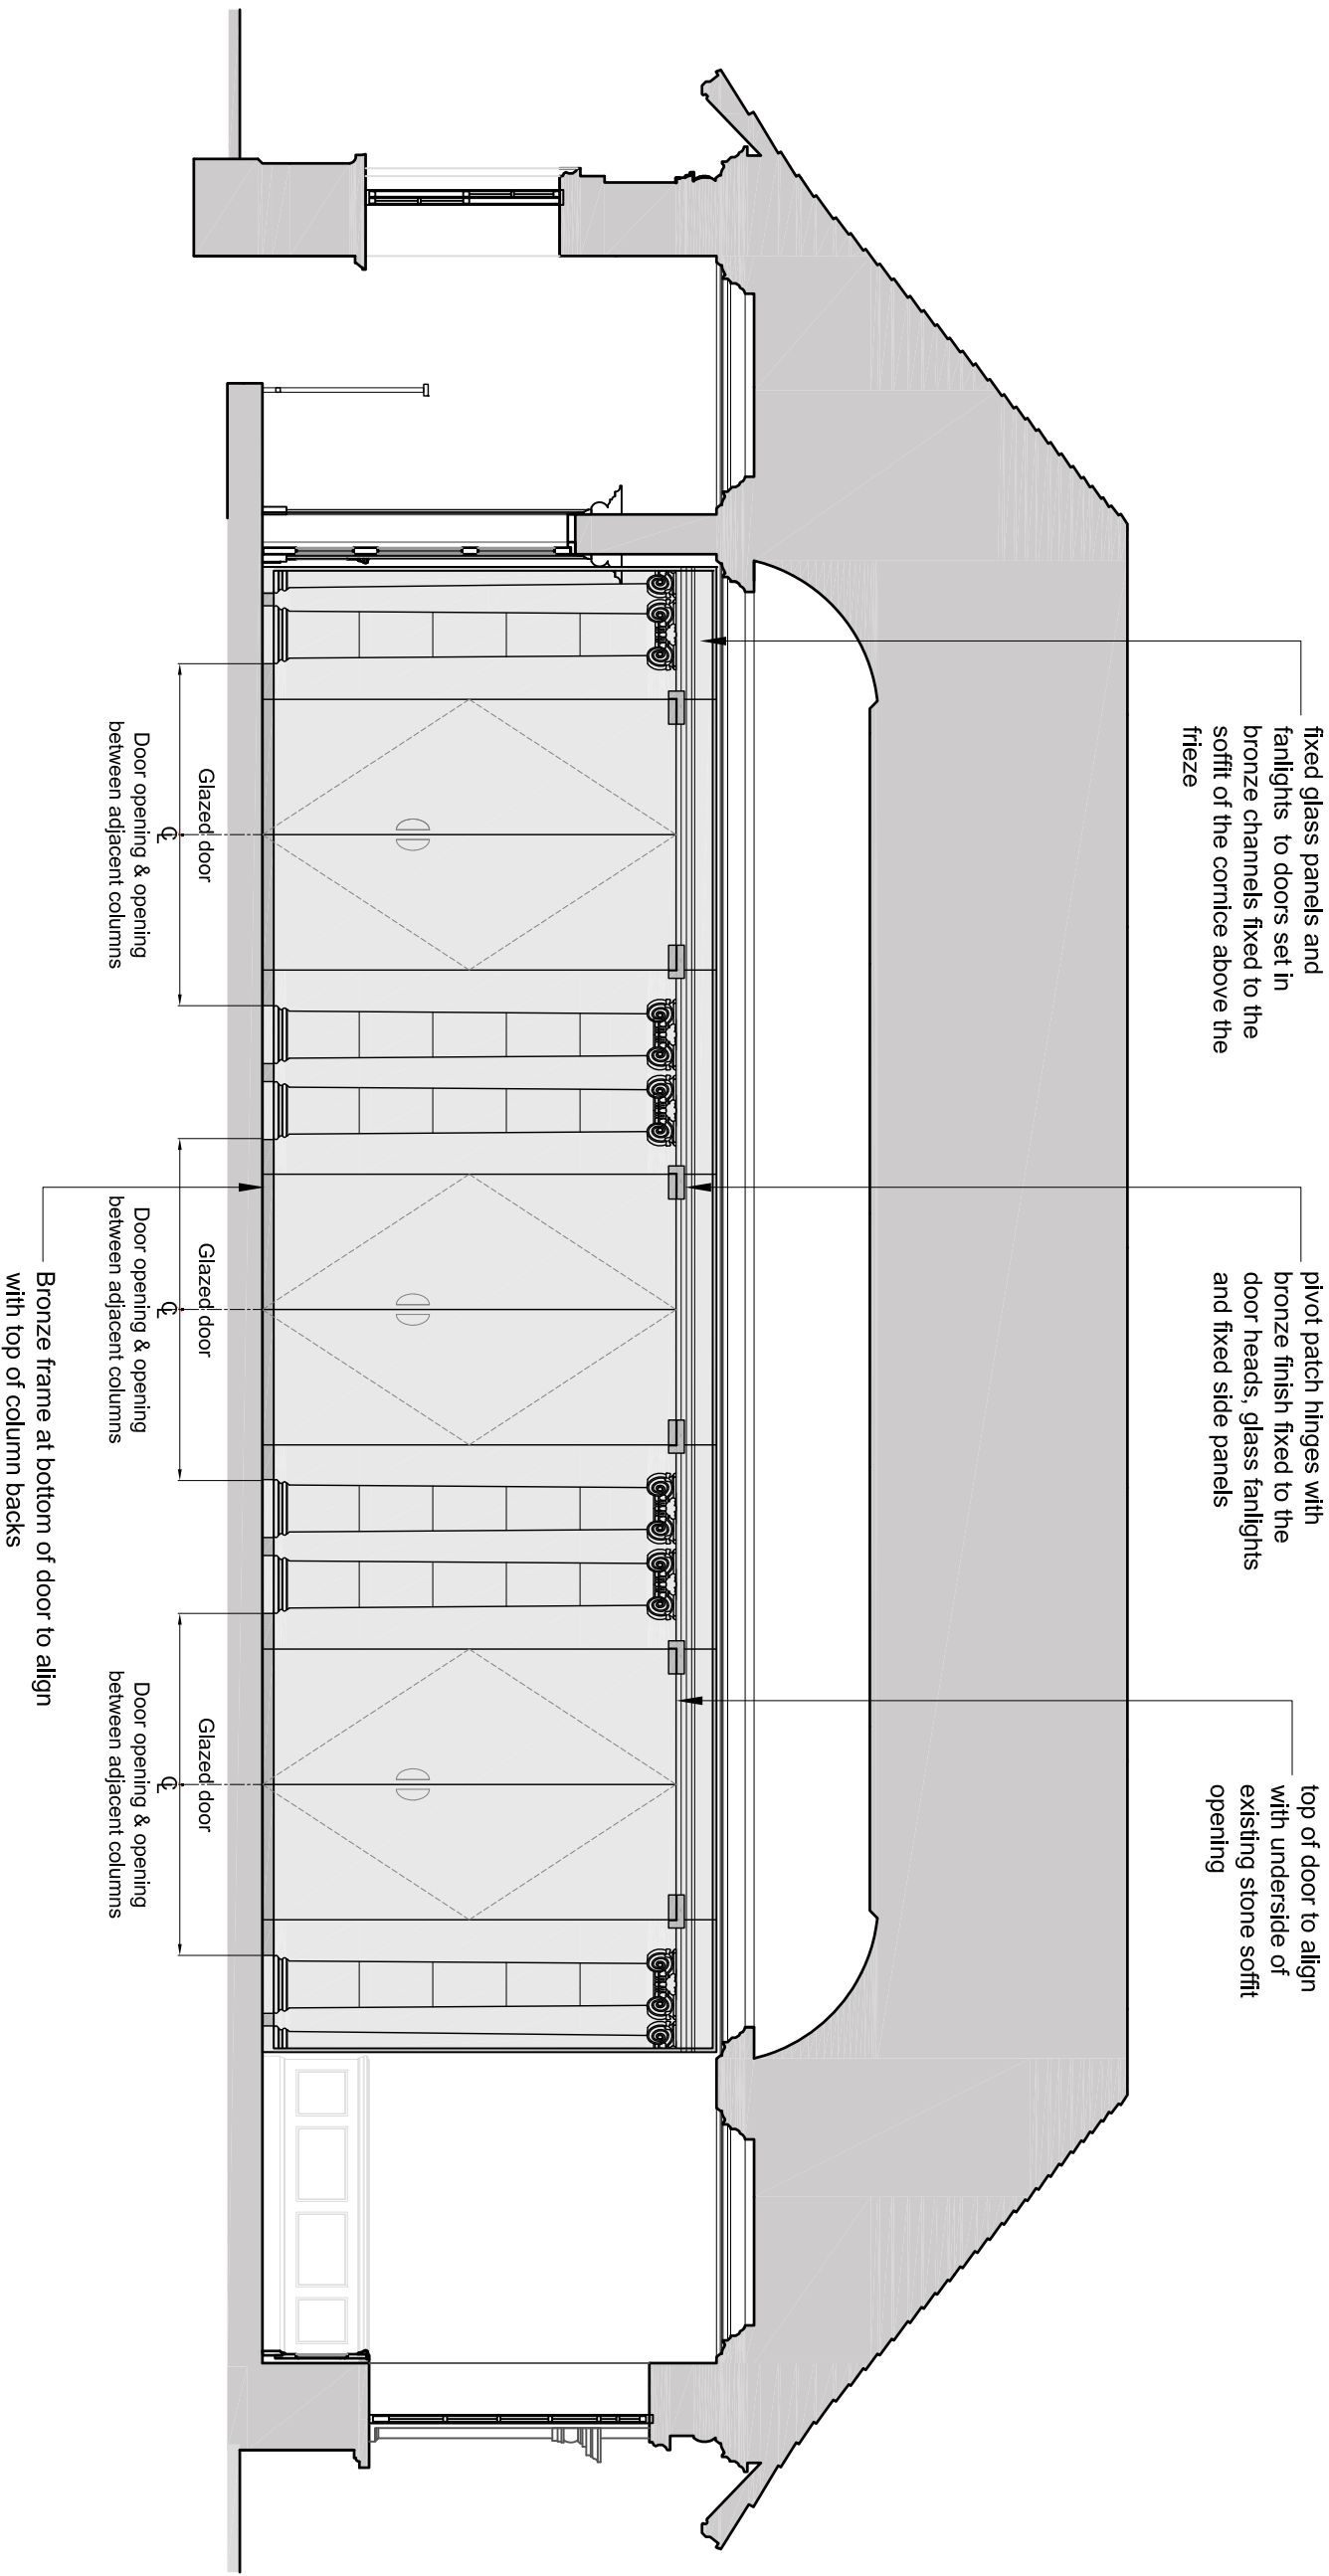 fixed glass panels and
fanlights to doors set in
bronze channels fixed to the
soffit of the cornice above the
frieze
pivot patch hinges with
bronze finish fixed to the
door heads, glass fanlights
and fixed side panels
top of door to align
with underside of
existing stone soffit
opening
Glazed door
℄
Door opening & opening
between adjacent columns
Glazed door
℄
Door opening & opening
between adjacent columns
Glazed door
℄
Door opening & opening
between adjacent columns
Bronze frame at bottom of door to align
with top of column backs